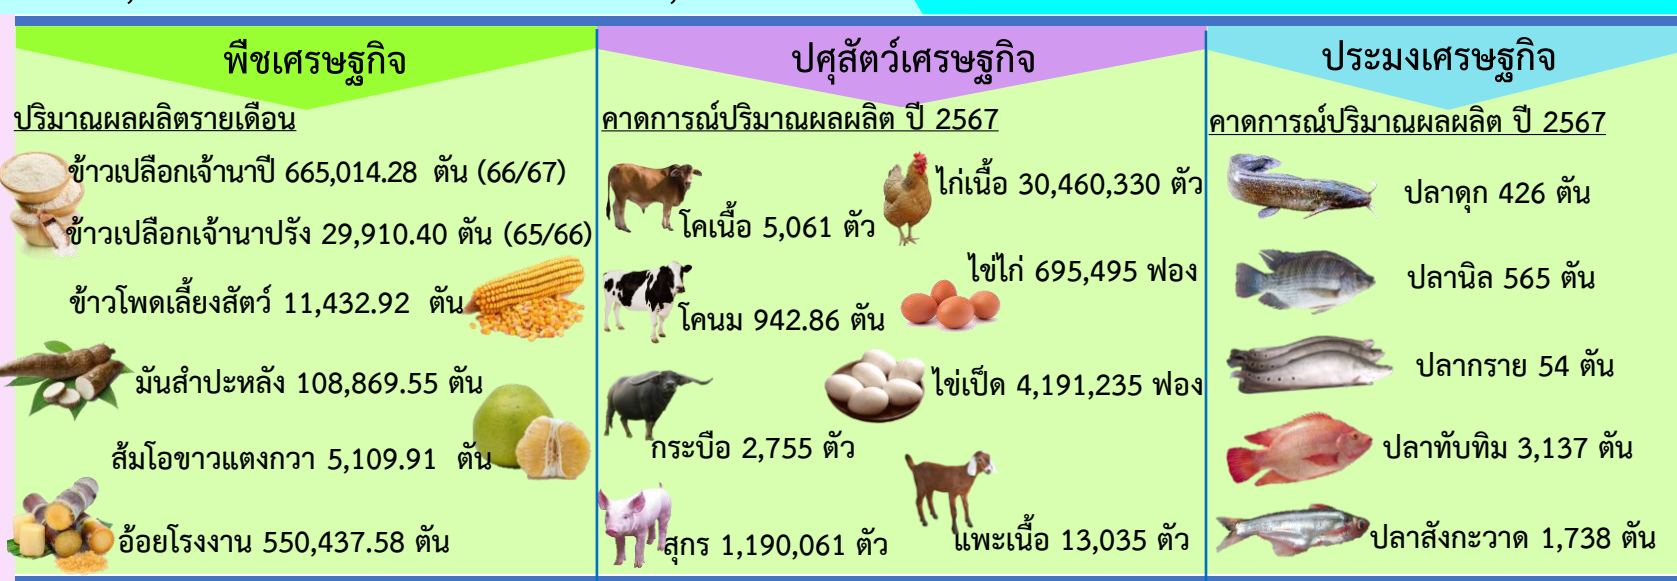 พืชเศรษฐกิจ
ปริมาณผลผลิตรายเดือน
ข้าวเปลือกเจ้านาปี 665,014.28 ตัน (66/67)
ข้าวเปลือกเจ้านาปรัง 29,910.40 ตัน (65/66)
ข้าวโพดเลี้ยงสัตว์ 11,432.92 ตัน
มันสำปะหลัง 108,869.55 ตัน
ส้มโอขาวแตงกวา 5,109.91 ตัน
อ้อยโรงงาน 550,437.58 ตัน
ปศุสัตว์เศรษฐกิจ
คาดการณ์ปริมาณผลผลิต ปี 2567
ไก่เนื้อ 30,460,330 ตัว
โคเนื้อ 5,061 ตัว
ไข่ไก่ 695,495 ฟอง
โคนม 942.86 ตัน
ไข่เป็ด 4,191,235 ฟอง
กระบือ 2,755 ตัว
สุกร 1,190,061 ตัว
แพะเนื้อ 13,035 ตัว
ประมงเศรษฐกิจ
คาดการณ์ปริมาณผลผลิต ปี 2567
ปลาดุก 426 ตัน
ปลานิล 565 ตัน
ปลากราย 54 ตัน
ปลาทับทิม 3,137 ตัน
ปลาสังกะวาด 1,738 ตัน